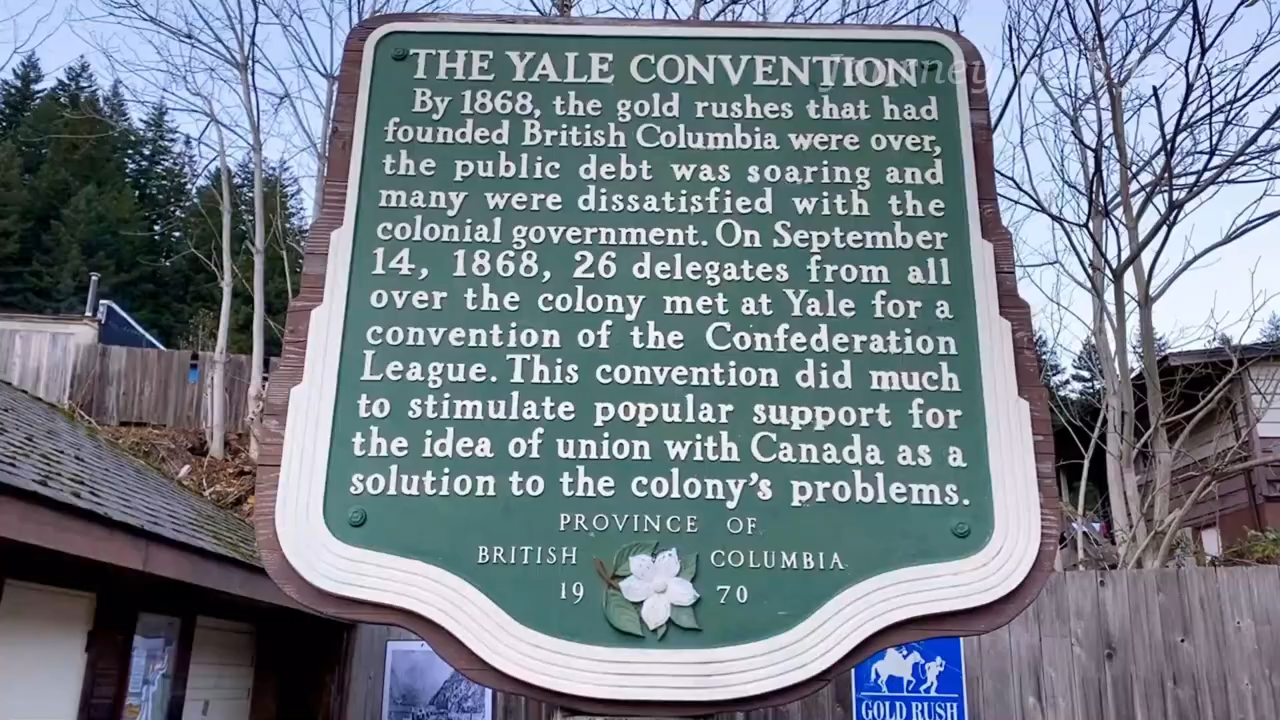 THE YALE CONVENTION
Journey
By 1868, the gold rushes that had
founded British Columbia were over,
the public debt was soaring and
many were dissatisfied with the
colonial government. On September
14, 1868, 26 delegates from all
over the colony met at Yale for a
convention of the Confederation
League. This convention did much
to stimulate popular support for
the idea of union with Canada as a
solution to the colony's problems.
PROVINCE OF
BRITISH COLUMBIA
19 70
GOLD RUSH